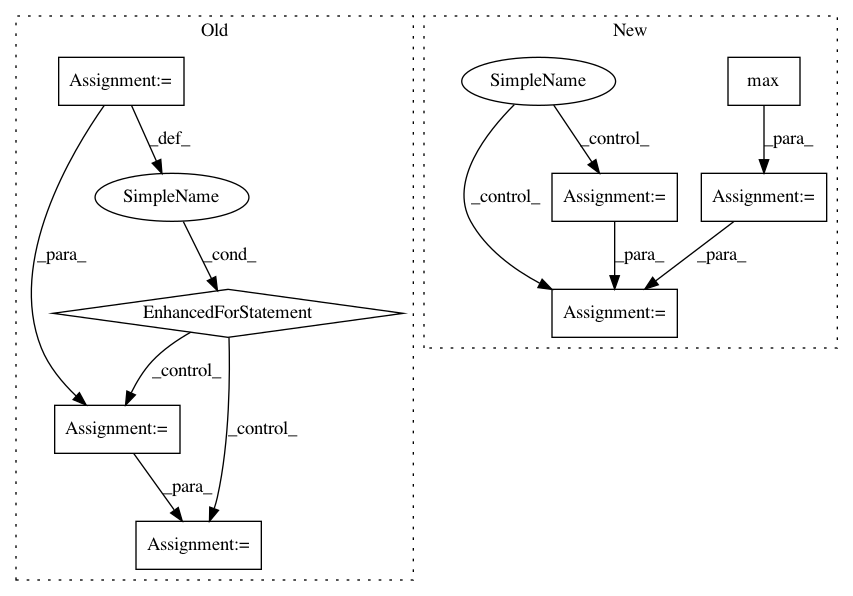 Old
New
Assignment:=
SimpleName
max
_def_
_control_
_para_
SimpleName
Assignment:=
Assignment:=
_control_
_para_
_cond_
_para_
_para_
EnhancedForStatement
Assignment:=
_control_
Assignment:=
_control_
_para_
Assignment:=